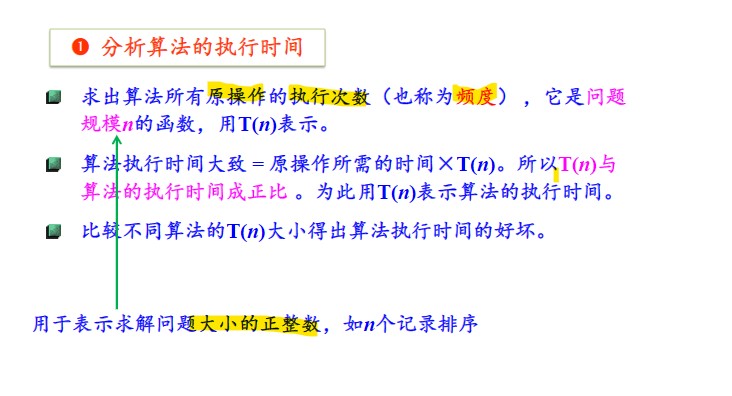 ❶ 分析算法的执行时间
求出算法所有原操作的执行次数（也称为频度），它是问题
规模n的函数，用T(n)表示。
算法执行时间大致 = 原操作所需的时间×T(n)。所以T(n)与
算法的执行时间成正比 。为此用T(n)表示算法的执行时间。
比较不同算法的T(n)大小得出算法执行时间的好坏。
用于表示求解问题大小的正整数，如n个记录排序